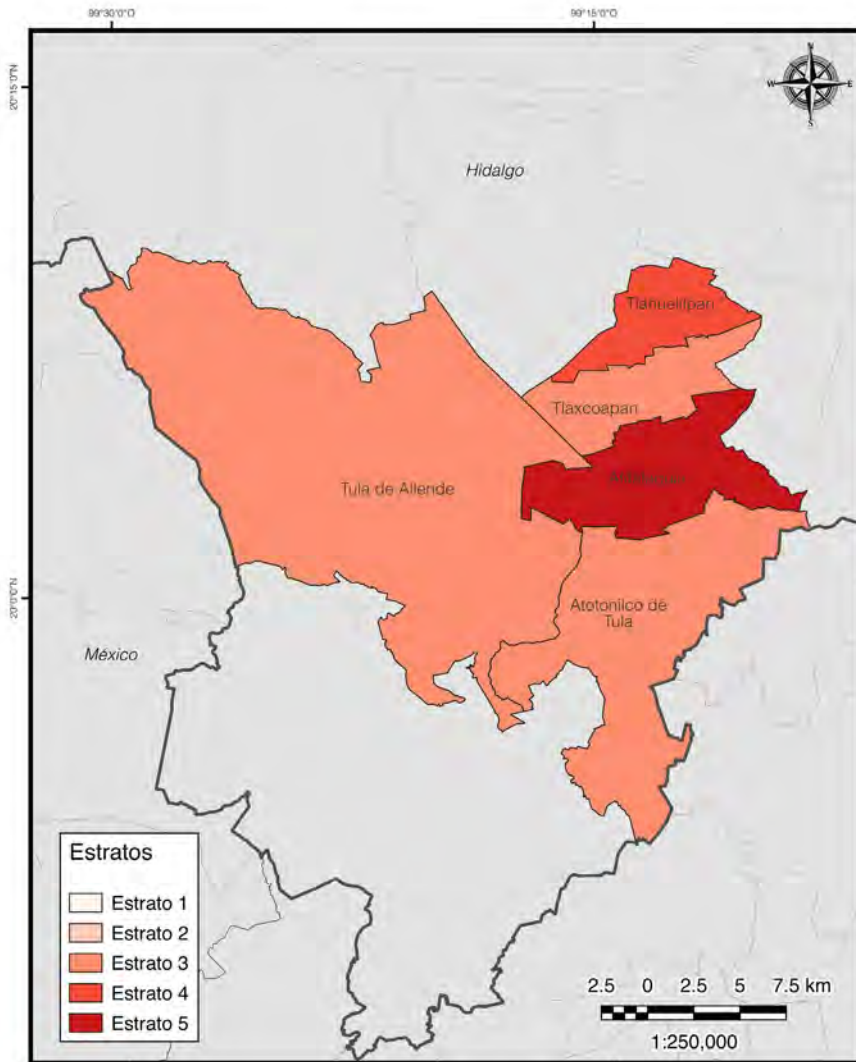 99°30'0"O
99°15'0"O
20°15'0"N
N
W
E
S
Hidalgo
Tlahuelilpan
Tlaxcoapan
Tula de Allende
20°0'0"N
Atotonilco de
Tula
México
Estratos
Estrato 1
Estrato 2
Estrato 3
Estrato 4
Estrato 5
2.5 0 2.5 5 7.5 km
1:250,000